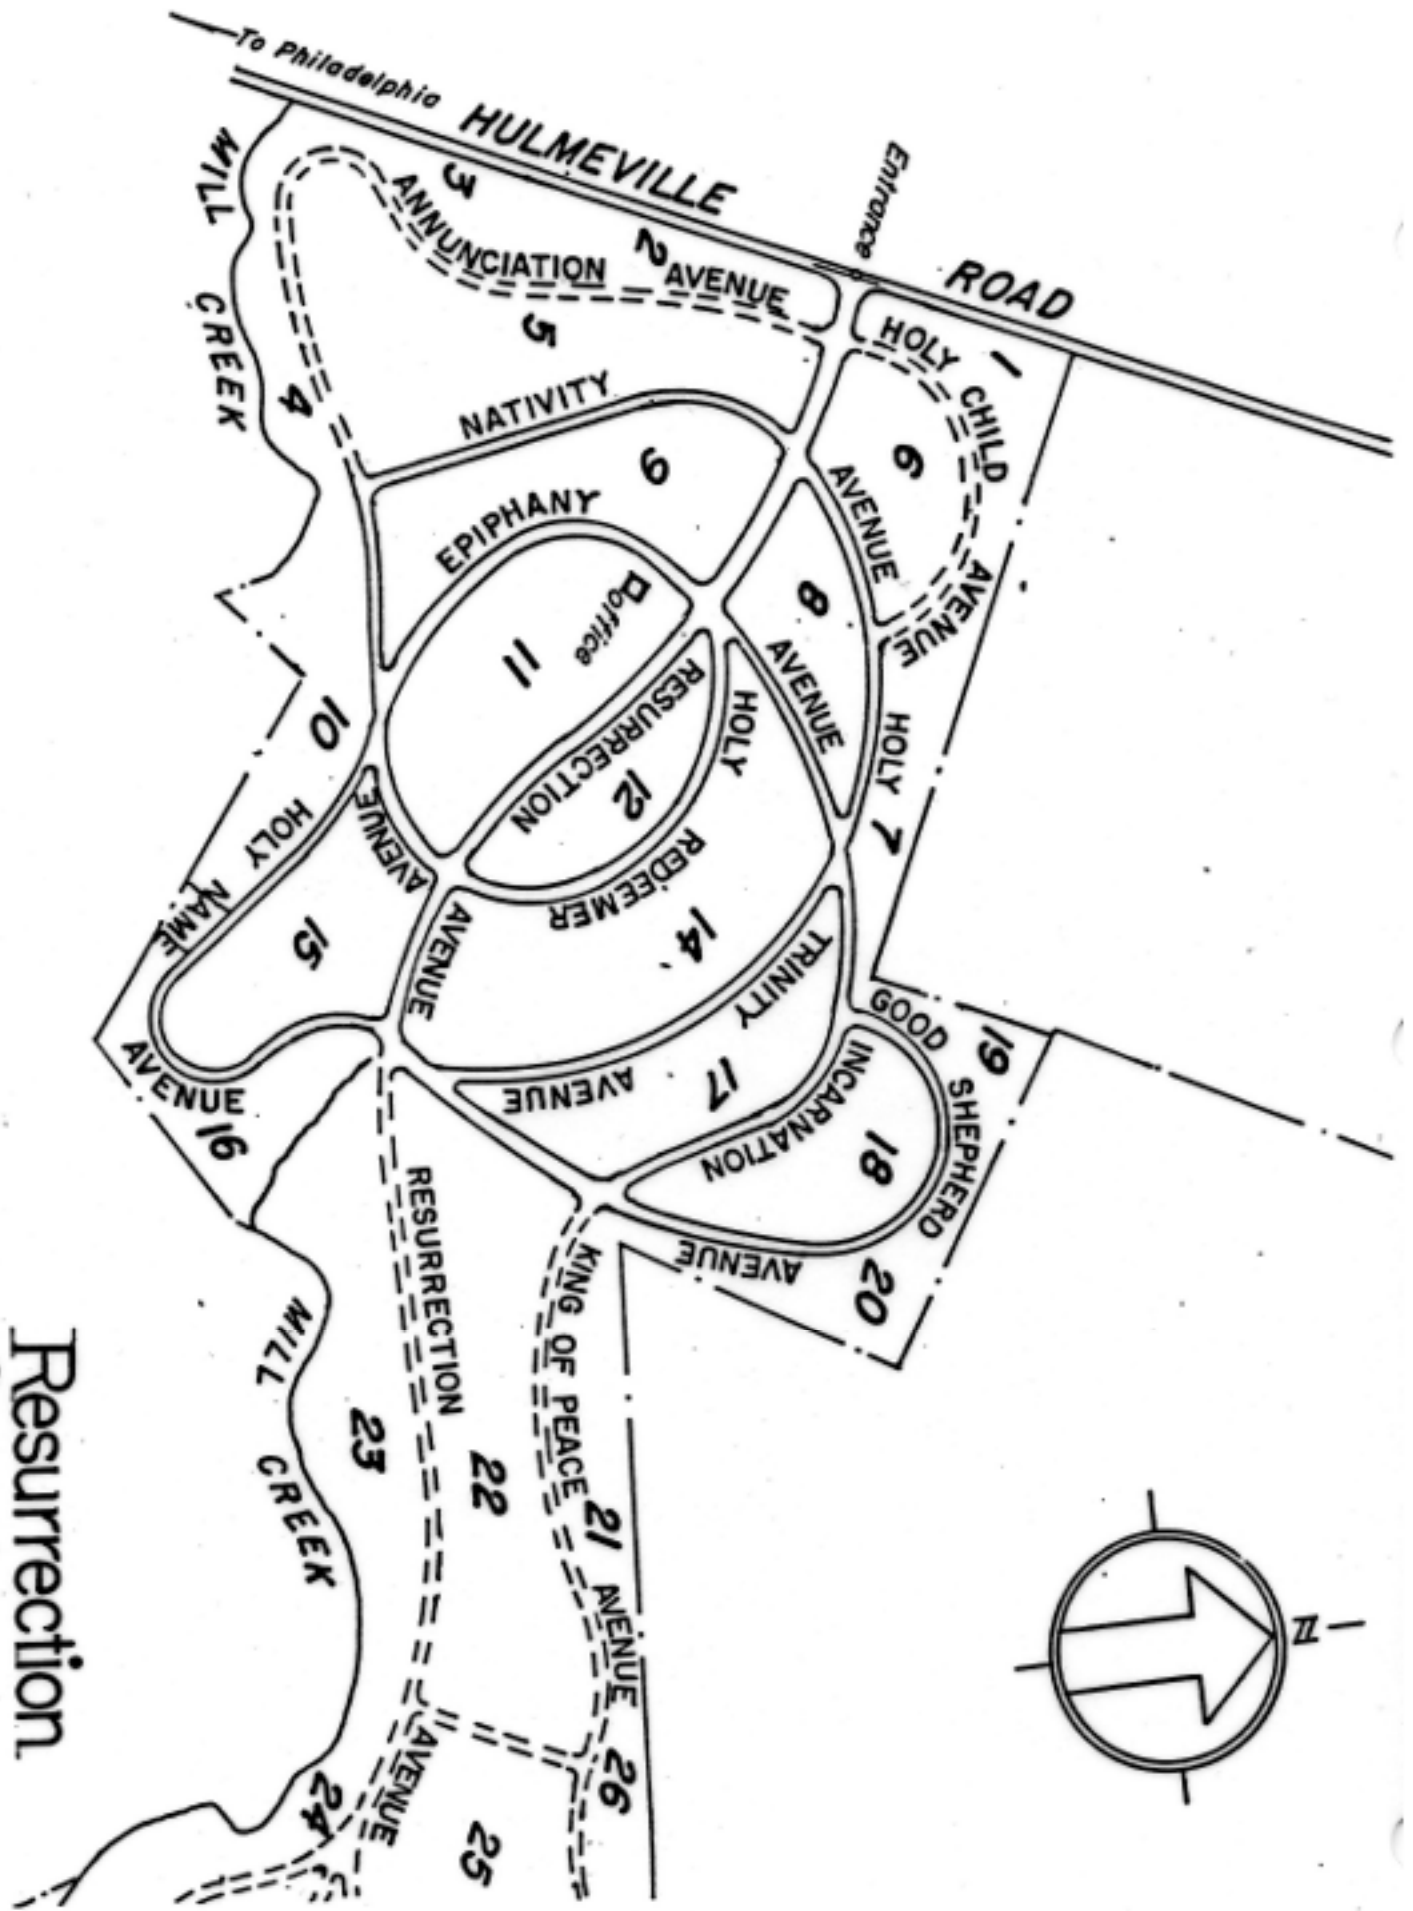 To Philadelphia
HULMEVILLE ROAD
Entrance
MILL CREEK
3
ANNUNCIATION AVENUE
2
1
HOLY CHILD AVENUE
5
4
6
NATIVITY AVENUE
9
EPIPHANY AVENUE
8
office
11
RESURRECTION AVENUE
12
HOLY REDEEMER AVENUE
HOLY
7
10
HOLY NAME AVENUE
15
14
TRINITY AVENUE
17
GOOD SHEPHERD AVENUE
19
INCARNATION
18
20
16
RESURRECTION AVENUE
KING OF PEACE AVENUE
MILL CREEK
23
22
21
26
24
25
N
Resurrection